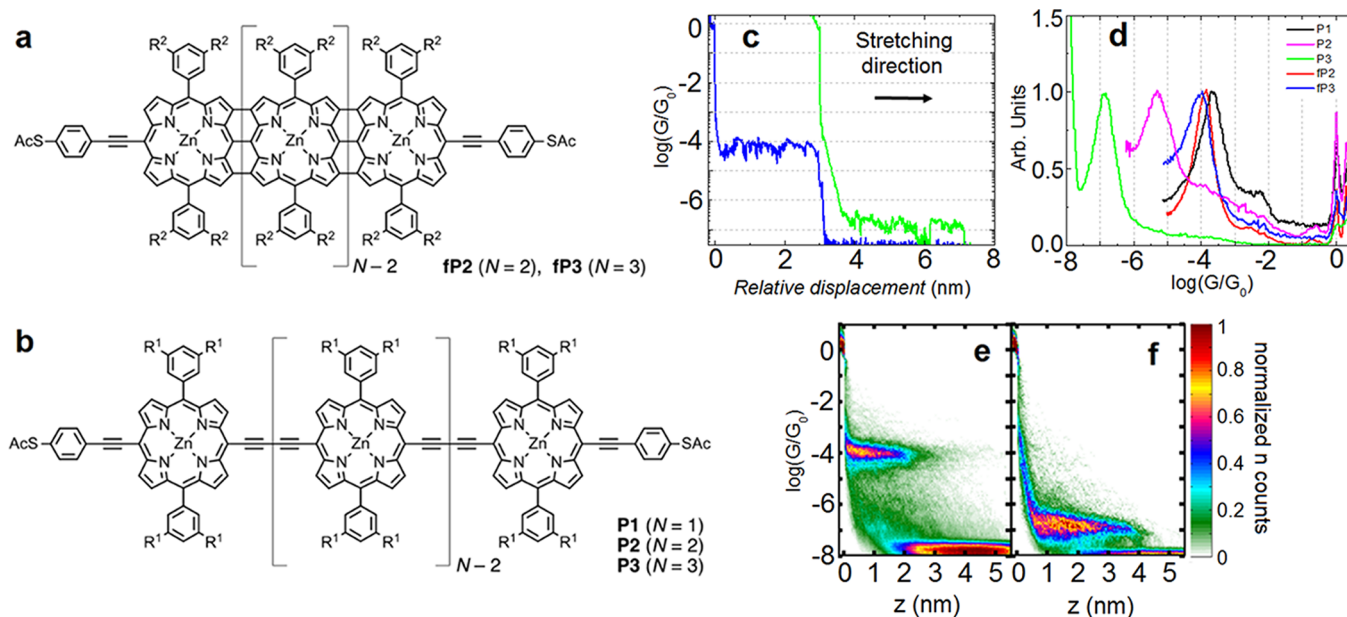 a
R² R² R² R² R² R²
AcS Zn Zn Zn SAc
N N N N N N N N N N N N
R² R² R² R² R² R²
N – 2
fP2 (N = 2), fP3 (N = 3)
b
R¹ R¹ R¹ R¹ R¹ R¹
AcS Zn Zn Zn SAc
N N N N N N N N N N N N
R¹ R¹ R¹ R¹ R¹ R¹
N – 2
P1 (N = 1)
P2 (N = 2)
P3 (N = 3)
c
Stretching
direction
log(G/G₀)
0
-2
-4
-6
0 2 4 6 8
Relative displacement (nm)
d
P1
P2
P3
fP2
fP3
Arb. Units
1.5
1.0
0.5
0.0
-8 -6 -4 -2 0
log(G/G₀)
e
log(G/G₀)
0
-2
-4
-6
-8
0 1 2 3 4 5
z (nm)
f
0 1 2 3 4 5
z (nm)
1
0.8
0.6
0.4
0.2
0
normalized n counts